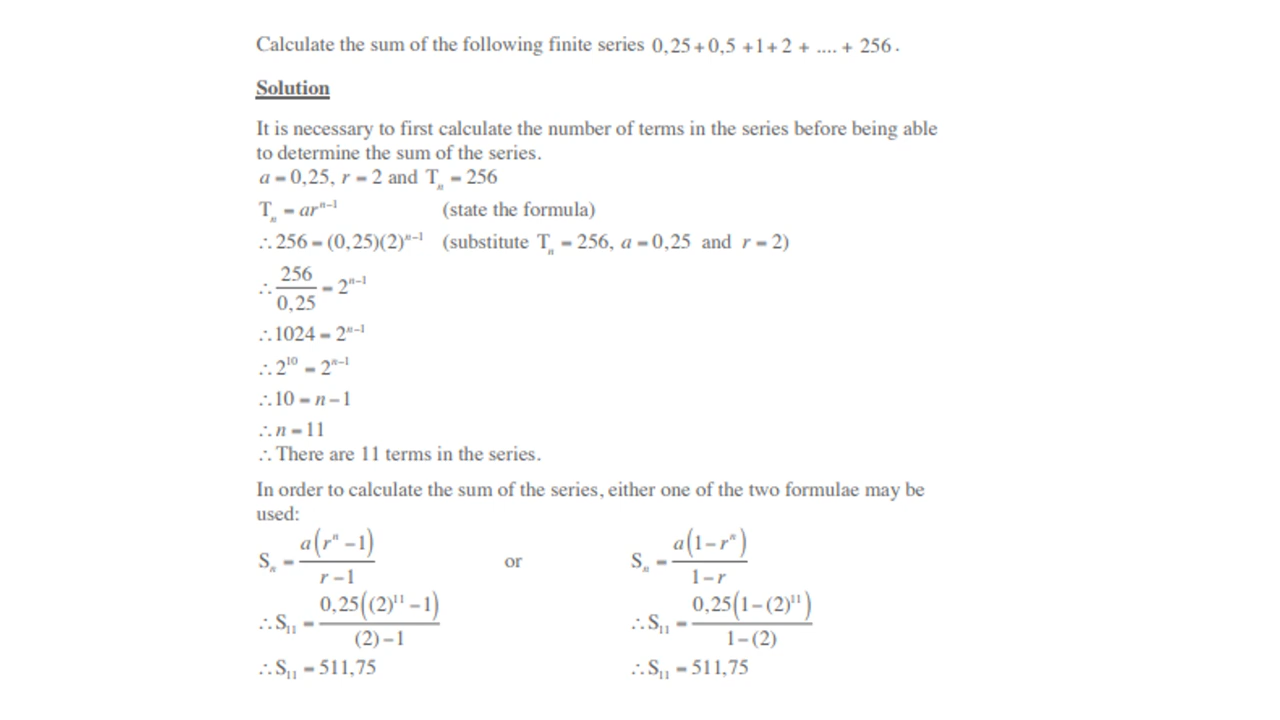 Calculate the sum of the following finite series 0,25+0,5 +1+2 + .... + 256.
Solution
It is necessary to first calculate the number of terms in the series before being able
to determine the sum of the series.
a = 0,25, r = 2 and Tₙ = 256
Tₙ = arⁿ⁻¹ (state the formula)
∴ 256 = (0,25)(2)ⁿ⁻¹ (substitute Tₙ = 256, a = 0,25 and r = 2)
∴ 256/0,25 = 2ⁿ⁻¹
∴ 1024 = 2ⁿ⁻¹
∴ 2¹⁰ = 2ⁿ⁻¹
∴ 10 = n − 1
∴ n = 11
∴ There are 11 terms in the series.
In order to calculate the sum of the series, either one of the two formulae may be
used:
Sₙ = a(rⁿ − 1)/(r − 1) or Sₙ = a(1 − rⁿ)/(1 − r)
∴ S₁₁ = 0,25((2)¹¹ − 1)/((2) − 1) ∴ S₁₁ = 0,25(1 − (2)¹¹)/(1 − (2))
∴ S₁₁ = 511,75 ∴ S₁₁ = 511,75